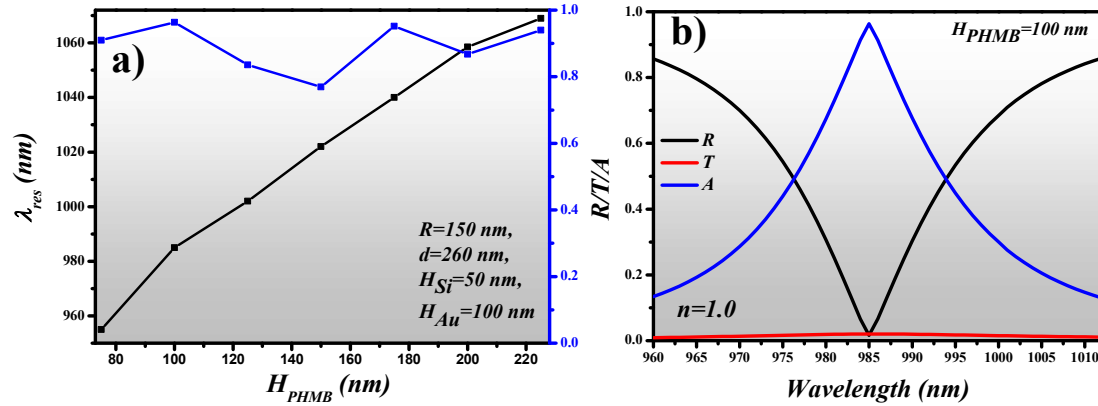 a)
1060
1040
1020
1000
980
960
λres (nm)
80 100 120 140 160 180 200 220
HPHMB (nm)
1.0
0.8
0.6
0.4
0.2
0.0
R=150 nm,
d=260 nm,
HSi=50 nm,
HAu=100 nm
b)
HPHMB=100 nm
R/T/A
1.0
0.8
0.6
0.4
0.2
0.0
R
T
A
n=1.0
960 965 970 975 980 985 990 995 1000 1005 1010
Wavelength (nm)